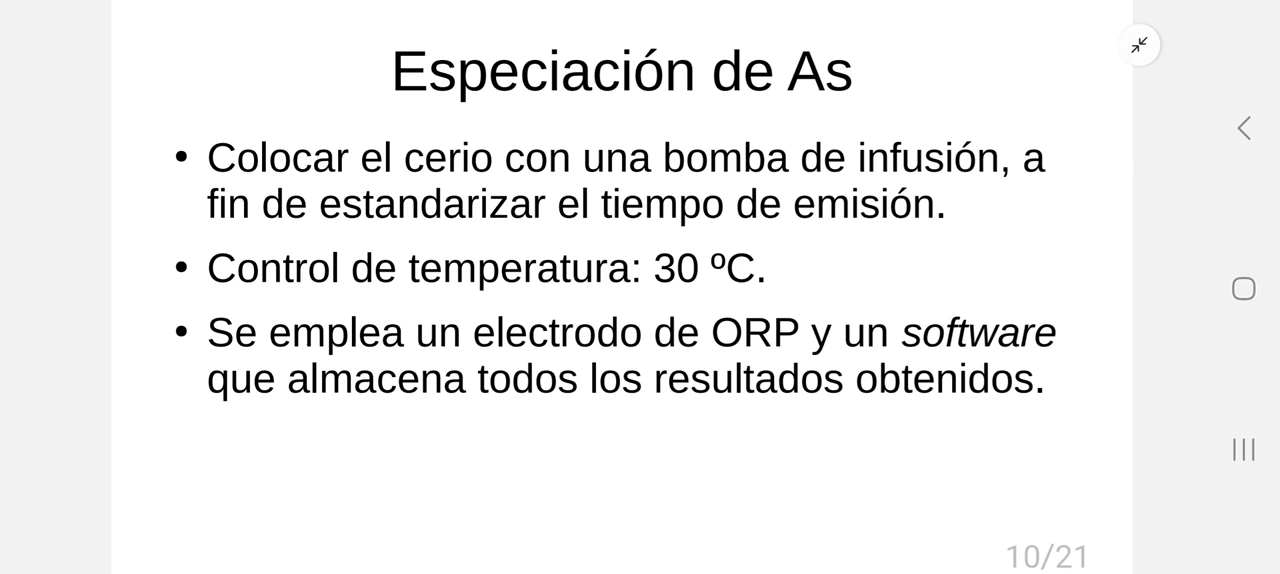 Especiación de As
• Colocar el cerio con una bomba de infusión, a
fin de estandarizar el tiempo de emisión.
• Control de temperatura: 30 ºC.
• Se emplea un electrodo de ORP y un software
que almacena todos los resultados obtenidos.
10/21